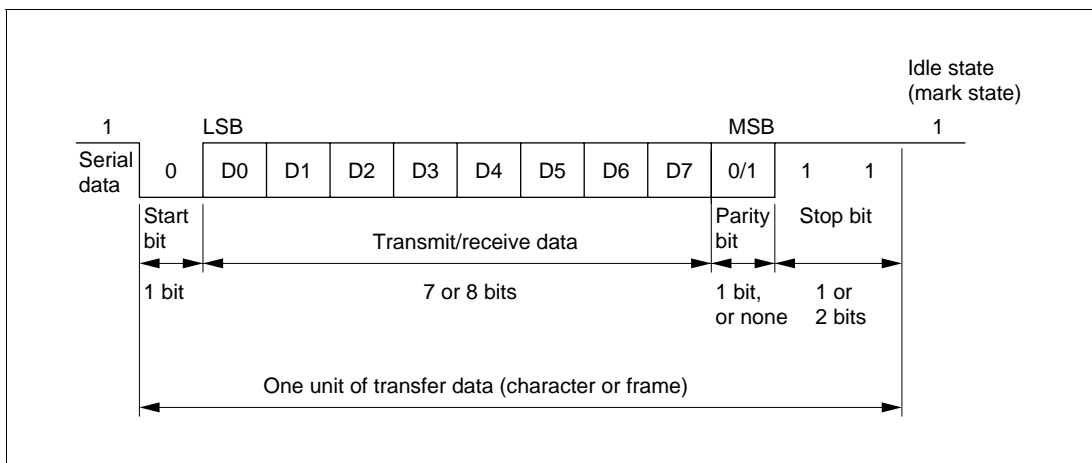 Idle state
(mark state)
1 LSB MSB 1
Serial
data
0 D0 D1 D2 D3 D4 D5 D6 D7 0/1 1 1
Start
bit
Transmit/receive data
Parity
bit
Stop bit
1 bit
7 or 8 bits
1 bit,
or none
1 or
2 bits
One unit of transfer data (character or frame)